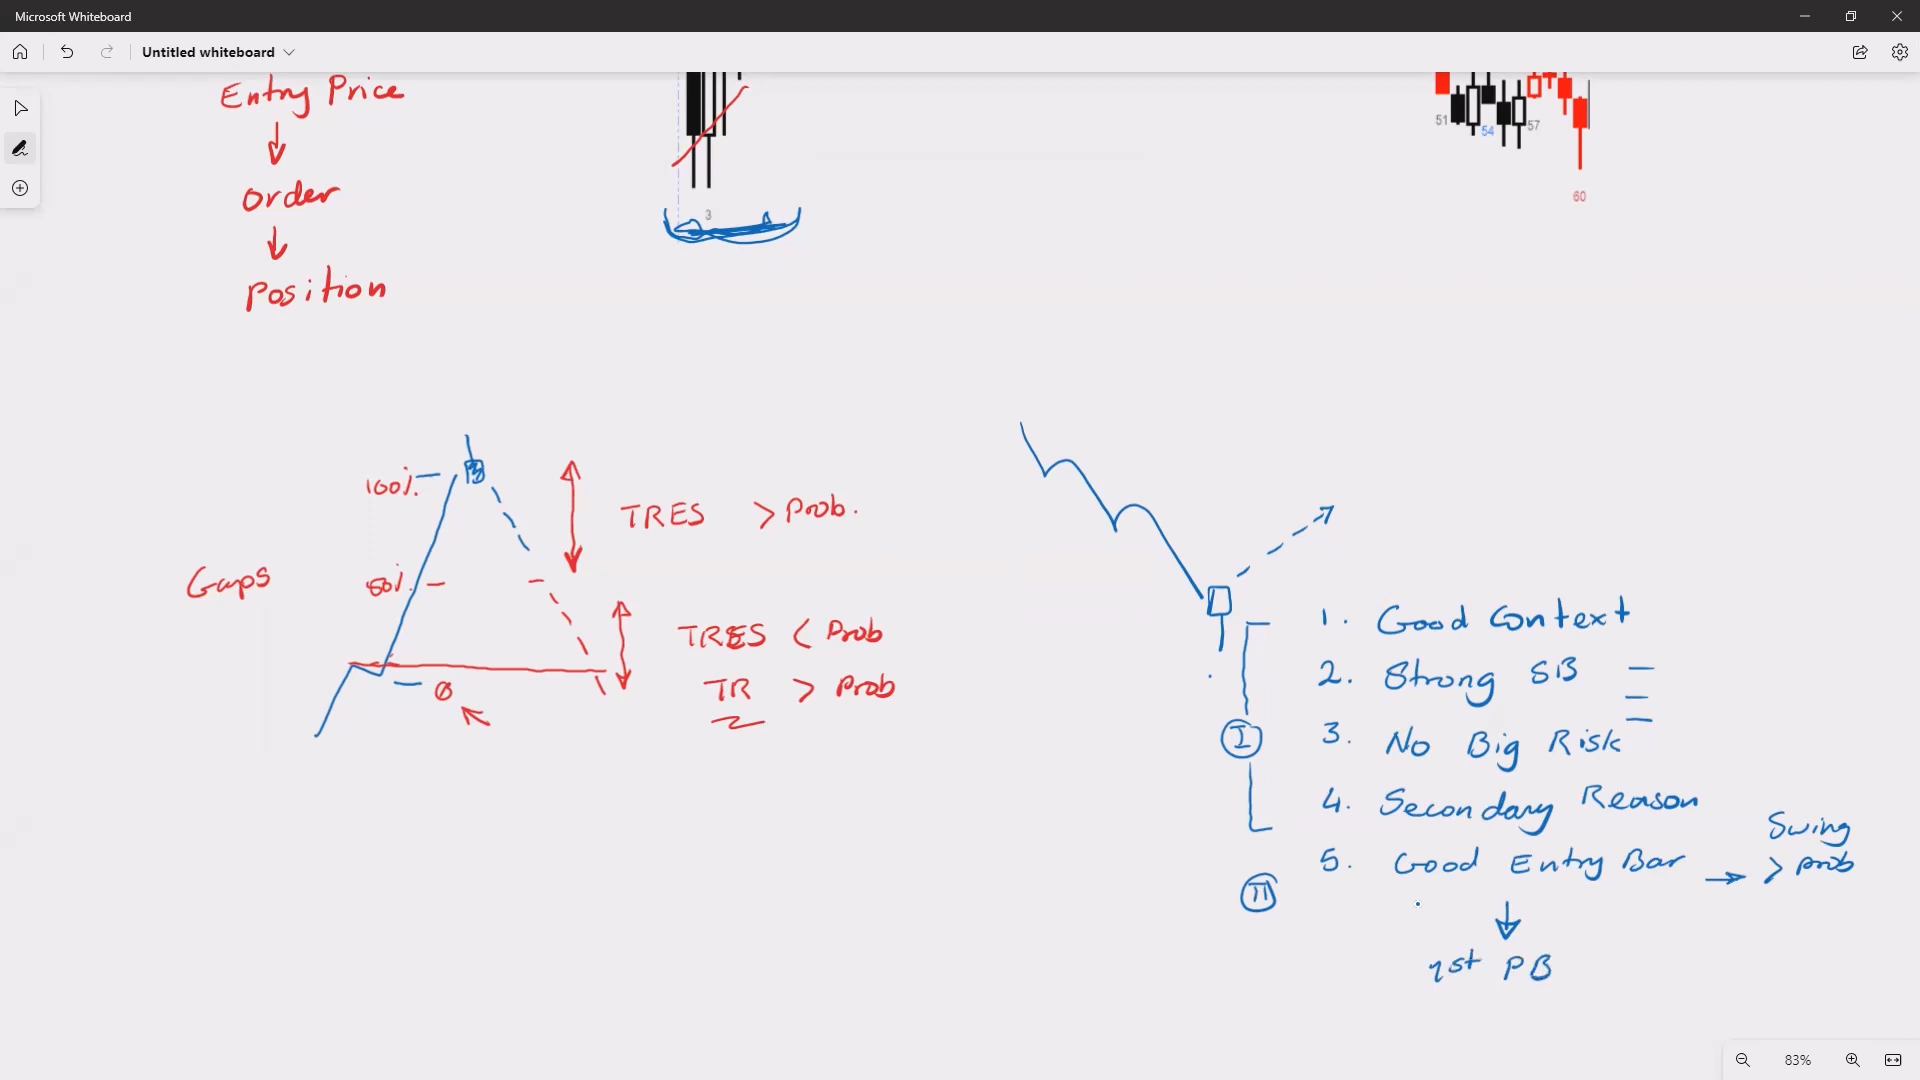 Microsoft Whiteboard
Untitled whiteboard
Entry Price
Order
Position
3
51
54
57
60
100%
TRES > Prob.
Gaps
50%
TRES < Prob
TR > Prob
0
1. Good Context
2. Strong SB
3. No Big Risk
4. Secondary Reason
5. Good Entry Bar → Swing
> prob
I
II
1st PB
83%